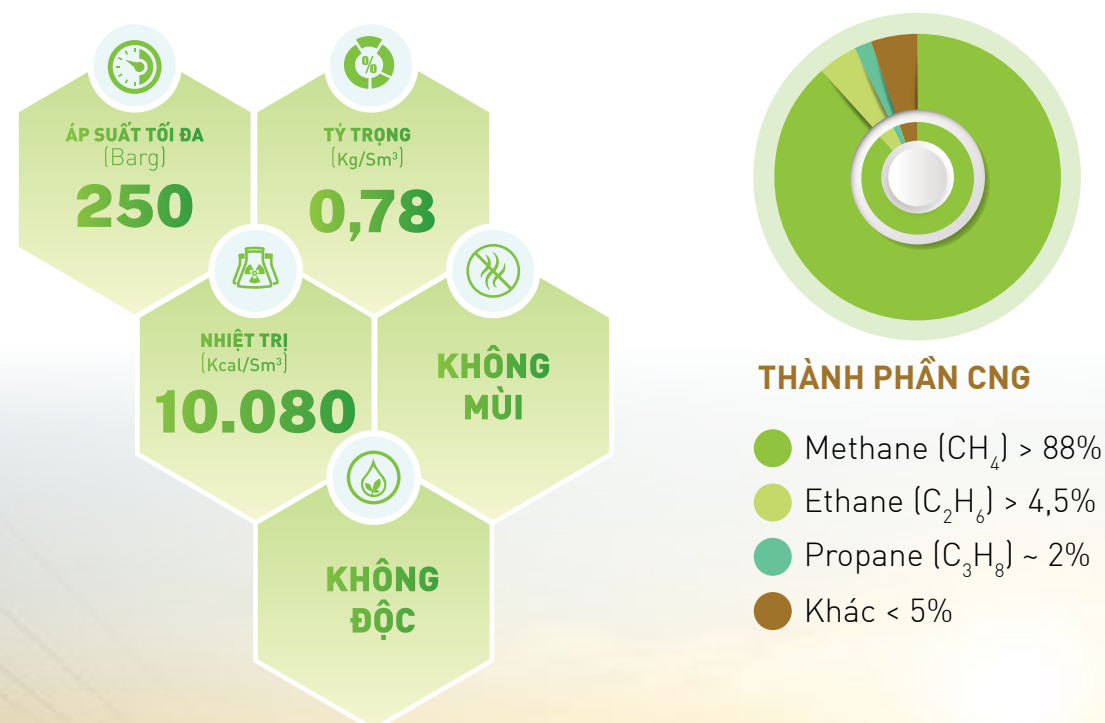 ÁP SUẤT TỐI ĐA
(Barg)
250
TỶ TRỌNG
(Kg/Sm³)
0,78
%
NHIỆT TRỊ
(Kcal/Sm³)
10.080
KHÔNG
MÙI
KHÔNG
ĐỘC
THÀNH PHẦN CNG
Methane (CH₄) > 88%
Ethane (C₂H₆) > 4,5%
Propane (C₃H₈) ~ 2%
Khác < 5%